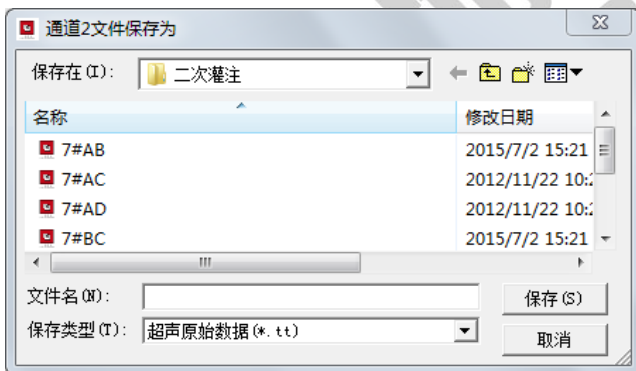 通道2文件保存为
保存在(I): 二次灌注
名称 修改日期
7#AB 2015/7/2 15:21
7#AC 2012/11/22 10:2
7#AD 2012/11/22 10:2
7#BC 2015/7/2 15:21
文件名(N): 保存(S)
保存类型(T): 超声原始数据(*.tt) 取消